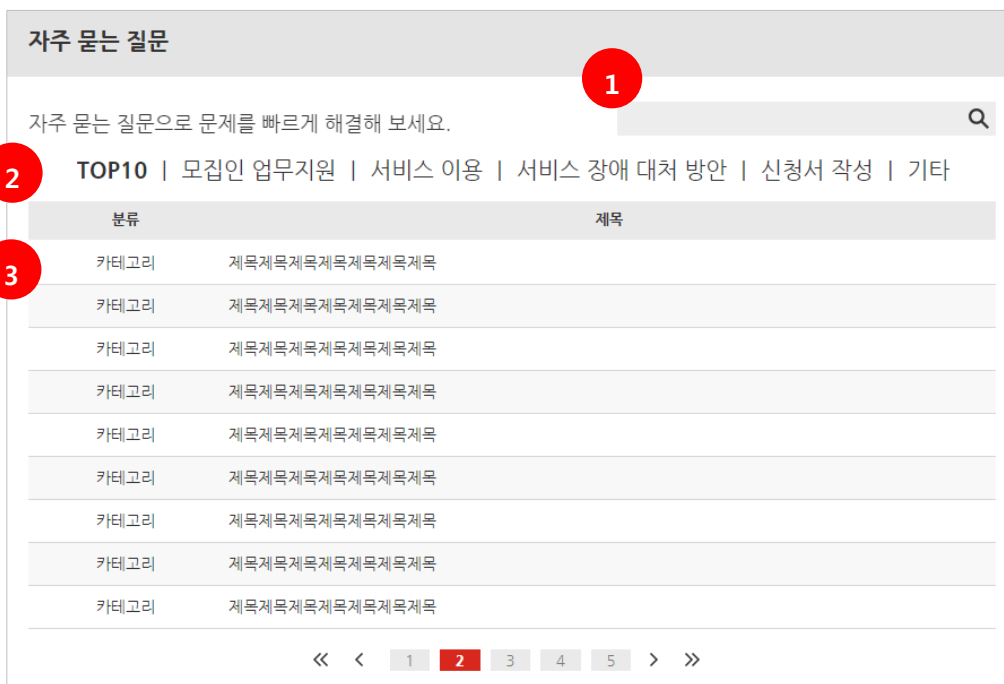 자주 묻는 질문
1
자주 묻는 질문으로 문제를 빠르게 해결해 보세요.
2
TOP10 | 모집인 업무지원 | 서비스 이용 | 서비스 장애 대처 방안 | 신청서 작성 | 기타
분류 제목
3
카테고리 제목제목제목제목제목제목제목
카테고리 제목제목제목제목제목제목제목
카테고리 제목제목제목제목제목제목제목
카테고리 제목제목제목제목제목제목제목
카테고리 제목제목제목제목제목제목제목
카테고리 제목제목제목제목제목제목제목
카테고리 제목제목제목제목제목제목제목
카테고리 제목제목제목제목제목제목제목
카테고리 제목제목제목제목제목제목제목
« ‹ 1 2 3 4 5 › »